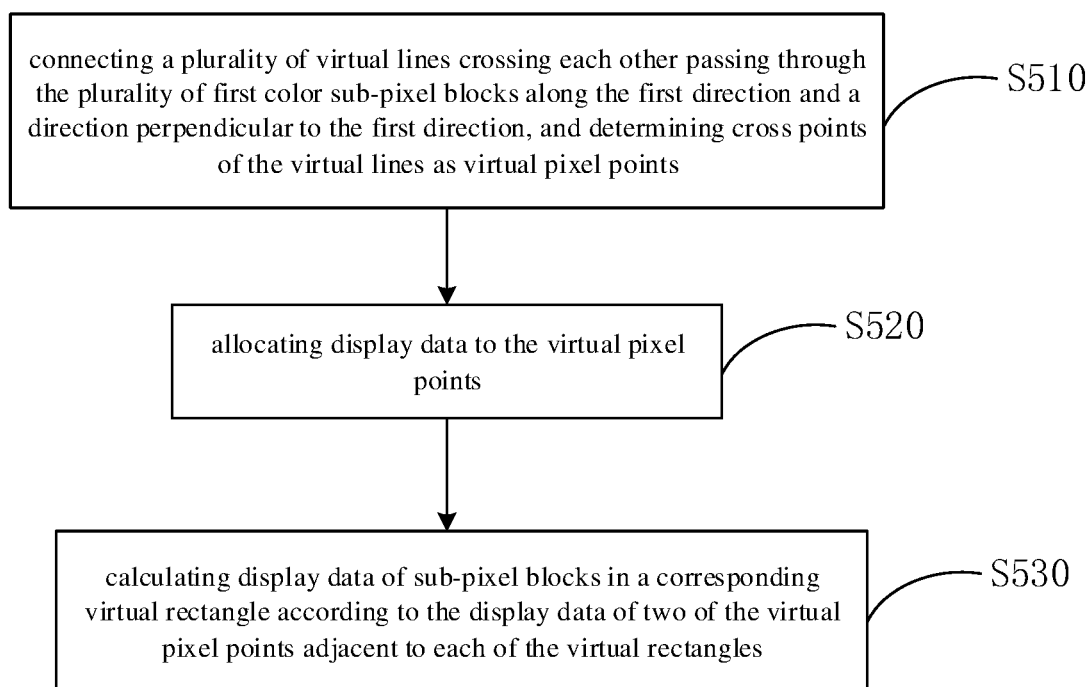 connecting a plurality of virtual lines crossing each other passing through
the plurality of first color sub-pixel blocks along the first direction and a
direction perpendicular to the first direction, and determining cross points
of the virtual lines as virtual pixel points
S510
allocating display data to the virtual pixel
points
S520
calculating display data of sub-pixel blocks in a corresponding
virtual rectangle according to the display data of two of the virtual
pixel points adjacent to each of the virtual rectangles
S530